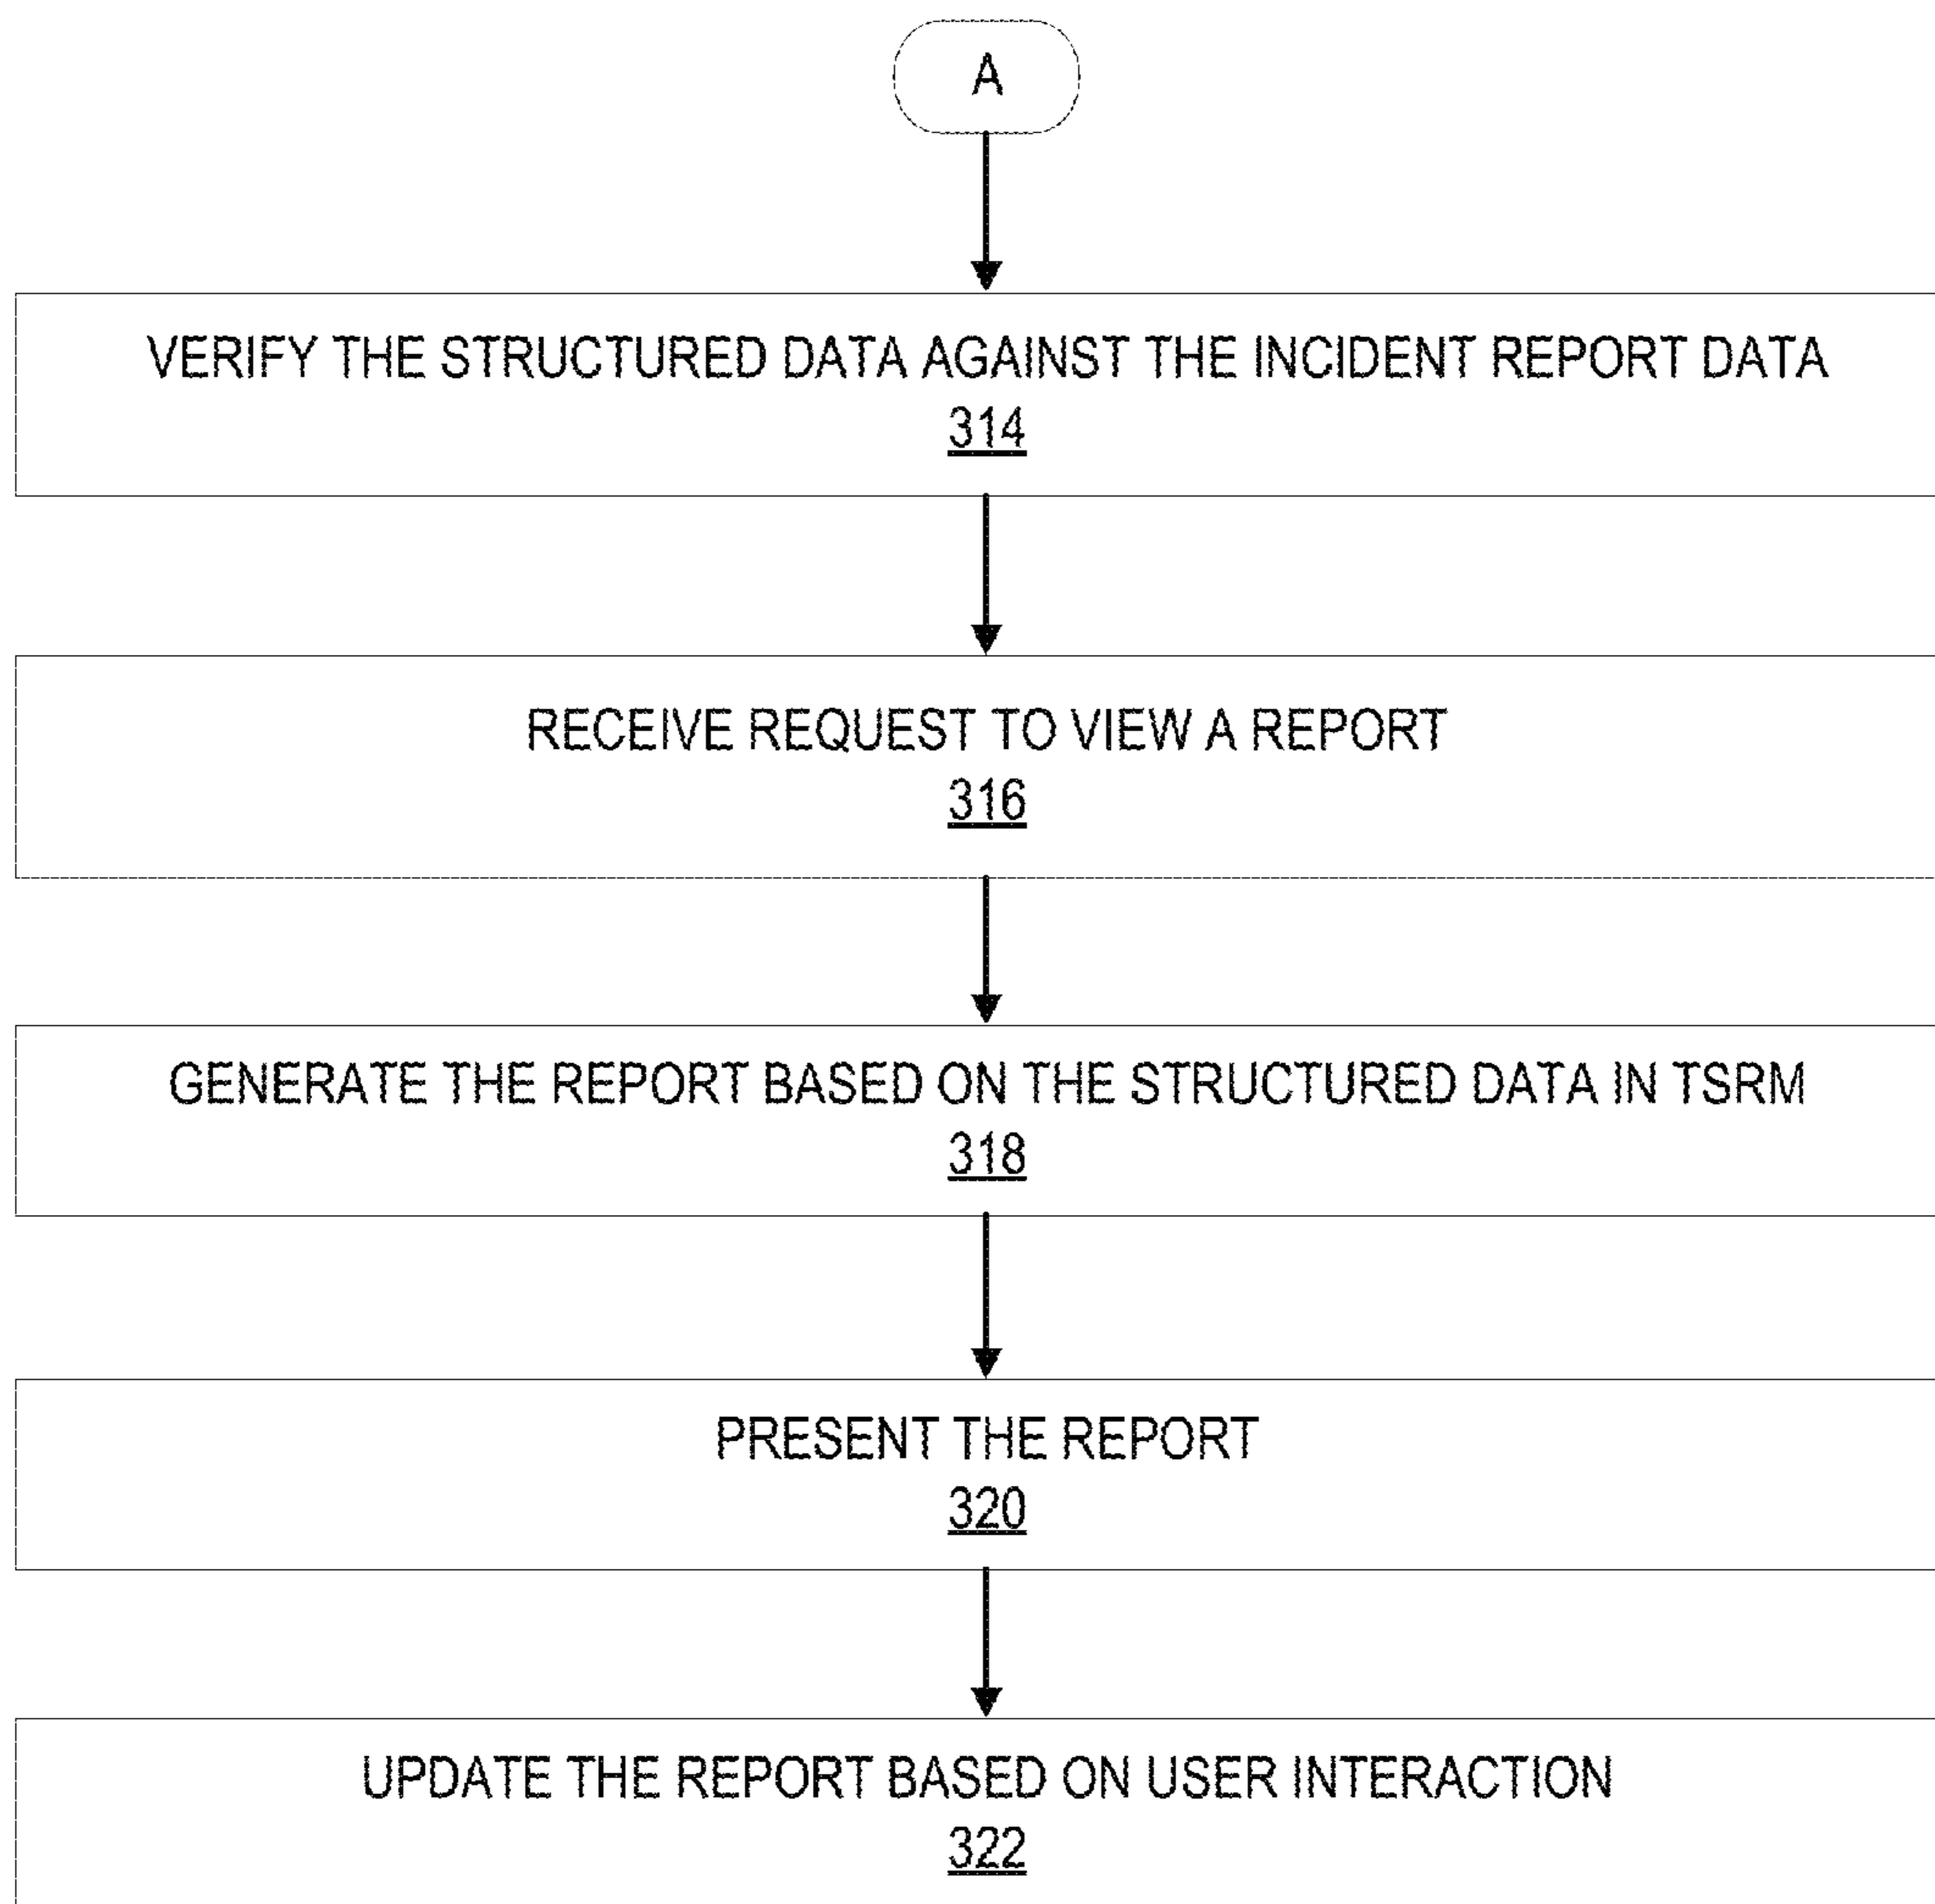 A
VERIFY THE STRUCTURED DATA AGAINST THE INCIDENT REPORT DATA
314
RECEIVE REQUEST TO VIEW A REPORT
316
GENERATE THE REPORT BASED ON THE STRUCTURED DATA IN TSRM
318
PRESENT THE REPORT
320
UPDATE THE REPORT BASED ON USER INTERACTION
322